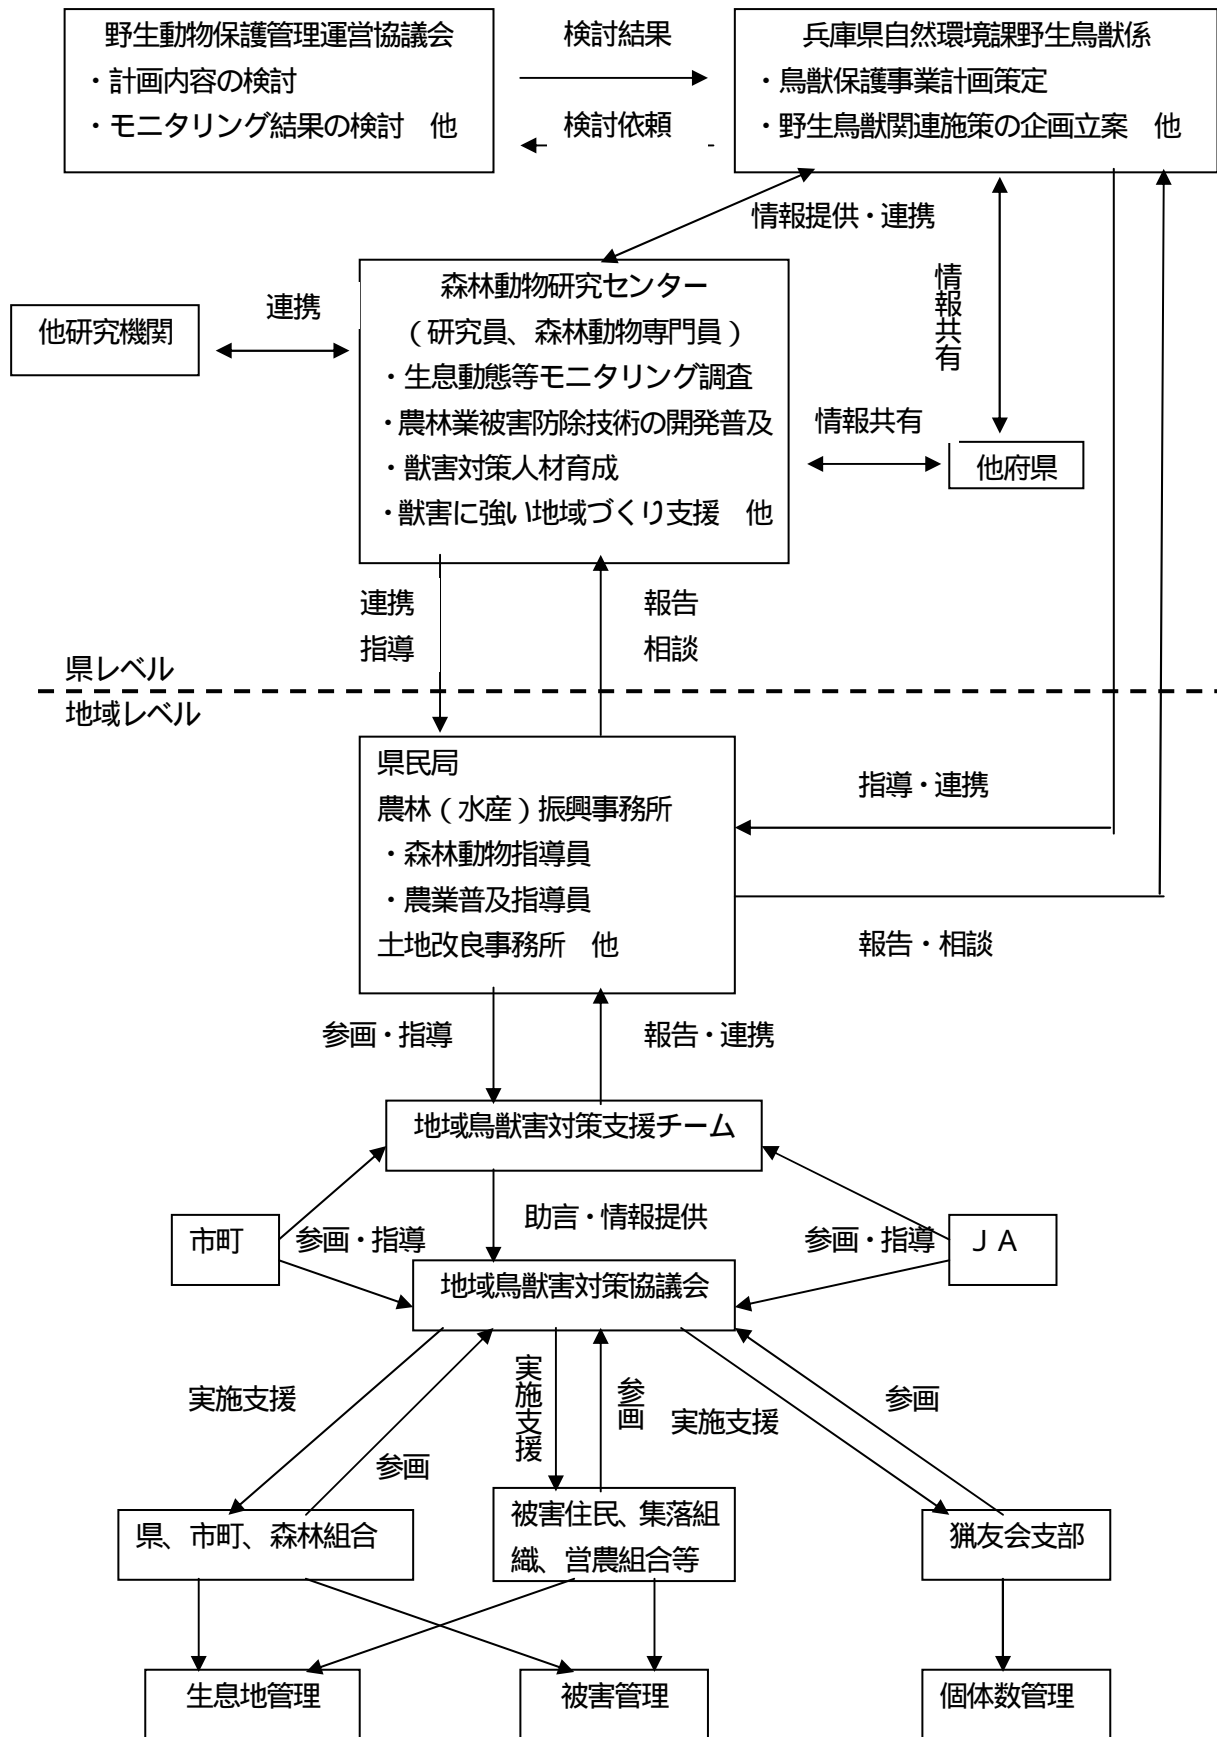 野生動物保護管理運営協議会
・計画内容の検討
・モニタリング結果の検討　他
検討結果
検討依頼
兵庫県自然環境課野生鳥獣係
・鳥獣保護事業計画策定
・野生鳥獣関連施策の企画立案　他
情報提供・連携
情報共有
他研究機関
連携
森林動物研究センター
（研究員、森林動物専門員）
・生息動態等モニタリング調査
・農林業被害防除技術の開発普及
・獣害対策人材育成
・獣害に強い地域づくり支援　他
情報共有
他府県
連携
指導
報告
相談
県レベル
地域レベル
県民局
農林（水産）振興事務所
・森林動物指導員
・農業普及指導員
土地改良事務所　他
指導・連携
報告・相談
参画・指導
報告・連携
地域鳥獣害対策支援チーム
市町
参画・指導
助言・情報提供
参画・指導
ＪＡ
地域鳥獣害対策協議会
実施支援
参画
実施支援
参画
実施支援
参画
県、市町、森林組合
被害住民、集落組
織、営農組合等
猟友会支部
生息地管理
被害管理
個体数管理